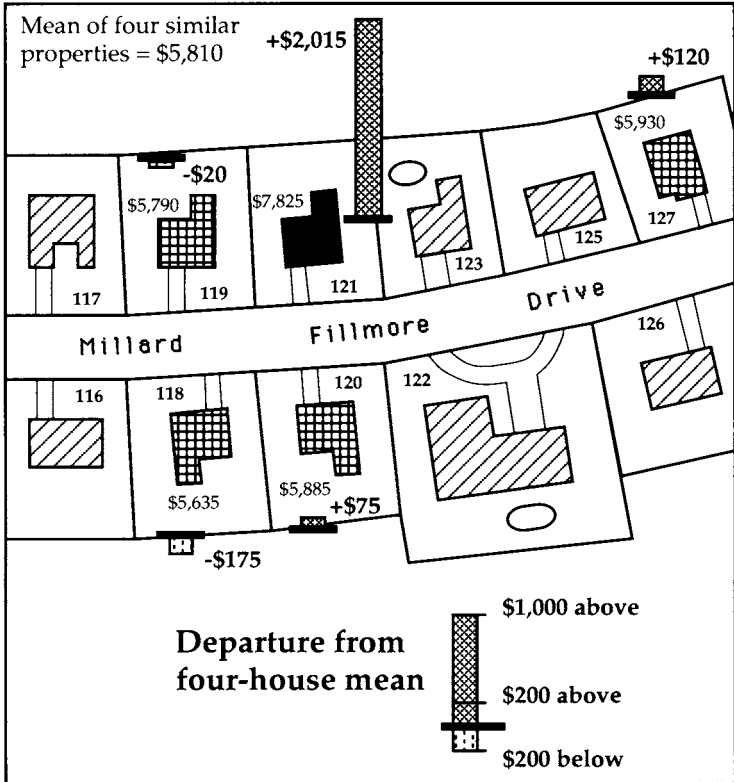 Mean of four similar
properties = $5,810
+$2,015
+$120
-$20
$5,790
$7,825
$5,930
117
119
121
123
125
127
Millard Fillmore Drive
116
118
120
122
126
$5,635
$5,885
+$75
-$175
Departure from
four-house mean
$1,000 above
$200 above
$200 below